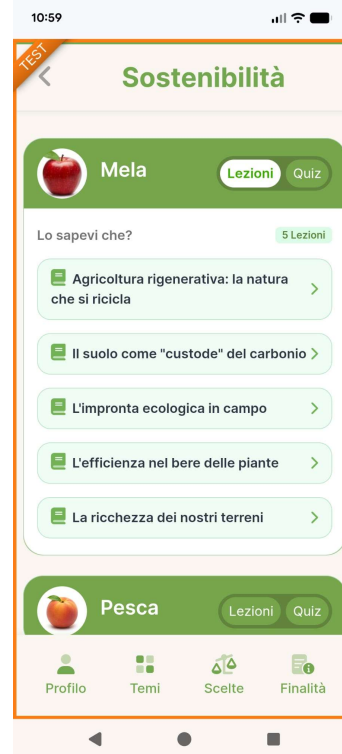 10:59
TEST
Sostenibilità
Mela
Lezioni Quiz
Lo sapevi che?
5 Lezioni
Agricoltura rigenerativa: la natura
che si ricicla
Il suolo come "custode" del carbonio
L'impronta ecologica in campo
L'efficienza nel bere delle piante
La ricchezza dei nostri terreni
Pesca
Lezioni Quiz
Profilo Temi Scelte Finalità